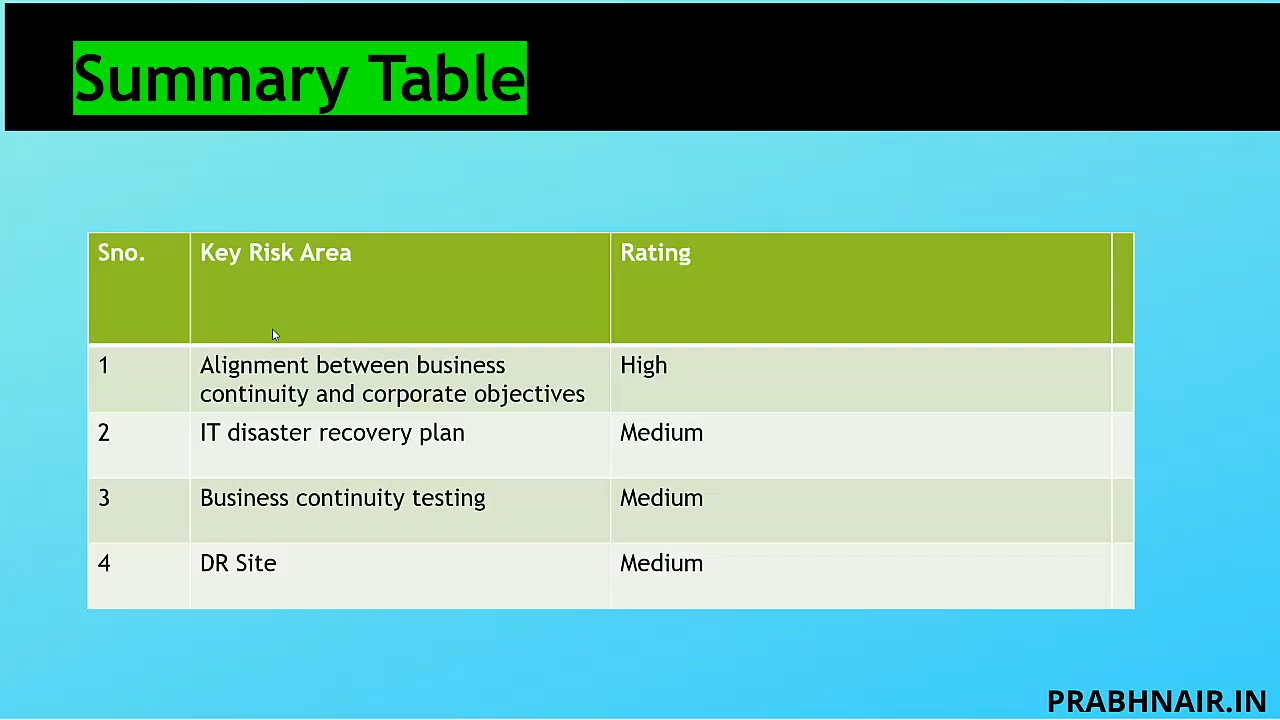 Summary Table
Sno. Key Risk Area Rating
1 Alignment between business High
continuity and corporate objectives
2 IT disaster recovery plan Medium
3 Business continuity testing Medium
4 DR Site Medium
PRABHNAIR.IN